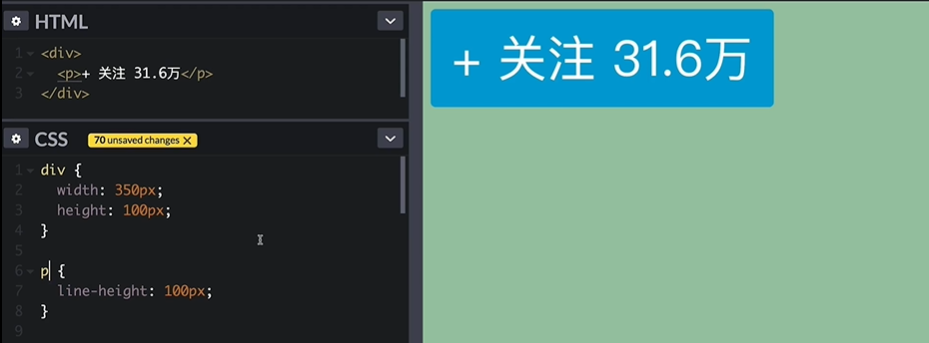 HTML
1 <div>
2 <p>+ 关注 31.6万</p>
3 </div>
CSS 70 unsaved changes X
1 div {
2 width: 350px;
3 height: 100px;
4 }
5
6 p {
7 line-height: 100px;
8 }
9
+ 关注 31.6万